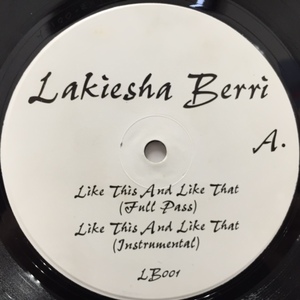 Lakiesha Berri
A.
Like This And Like That
(Full Pass)
Like This And Like That
(Instrumental)
LB001